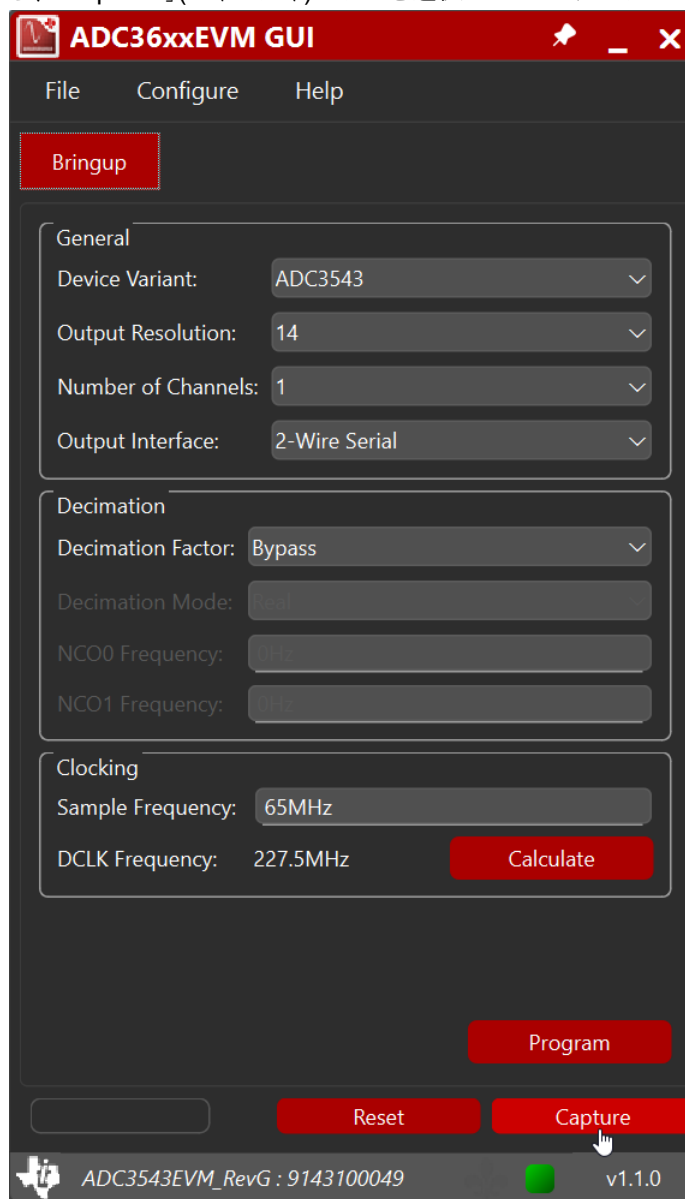 ADC36xxEVM GUI
File Configure Help
Bringup
General
Device Variant: ADC3543
Output Resolution: 14
Number of Channels: 1
Output Interface: 2-Wire Serial
Decimation
Decimation Factor: Bypass
Decimation Mode: Real
NCO0 Frequency: 0Hz
NCO1 Frequency: 0Hz
Clocking
Sample Frequency: 65MHz
DCLK Frequency: 227.5MHz Calculate
Program
Reset Capture
ADC3543EVM_RevG : 9143100049 v1.1.0